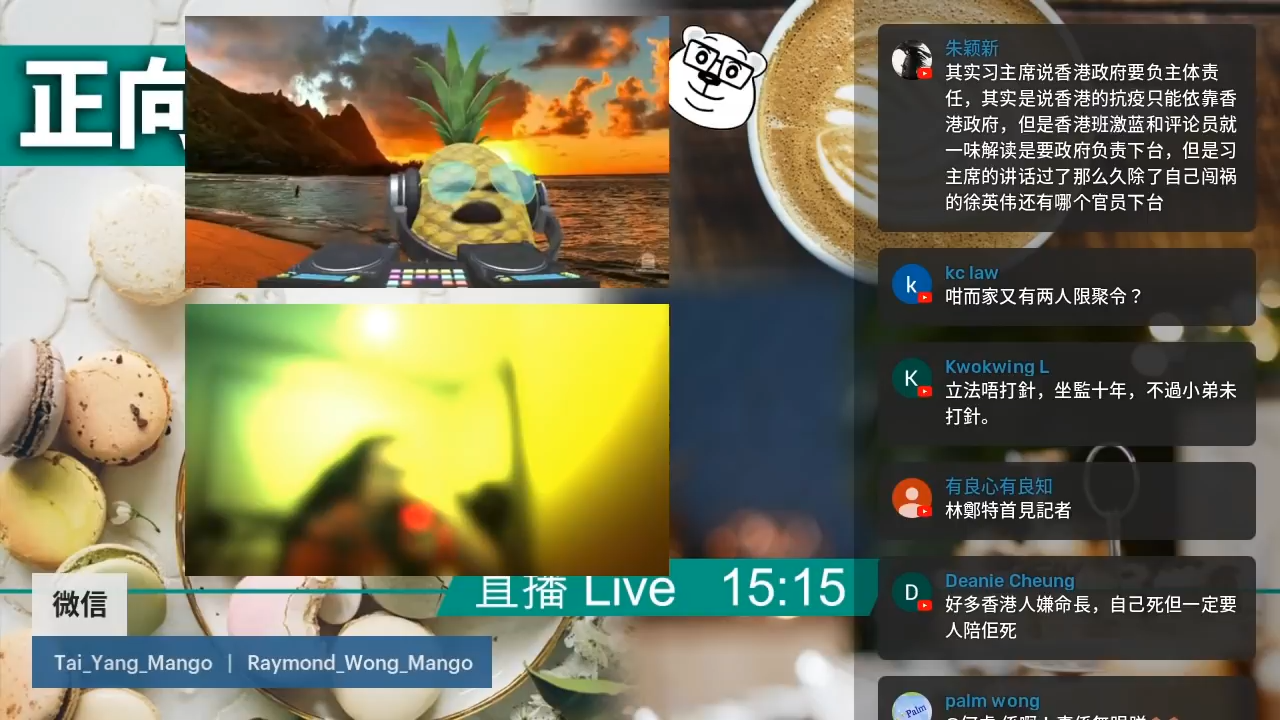 正向
直播 Live 15:15
微信
Tai_Yang_Mango | Raymond_Wong_Mango
朱颖新
其实习主席说香港政府要负主体责
任，其实是说香港的抗疫只能依靠香
港政府，但是香港班激蓝和评论员就
一味解读是要政府负责下台，但是习
主席的讲话过了那么久除了自己闯祸
的徐英伟还有哪个官员下台
k
kc law
咁而家又有两人限聚令？
K
Kwokwing L
立法唔打針，坐監十年，不過小弟未
打針。
有良心有良知
林鄭特首見記者
D
Deanie Cheung
好多香港人嫌命長，自己死但一定要
人陪佢死
Palm
palm wong